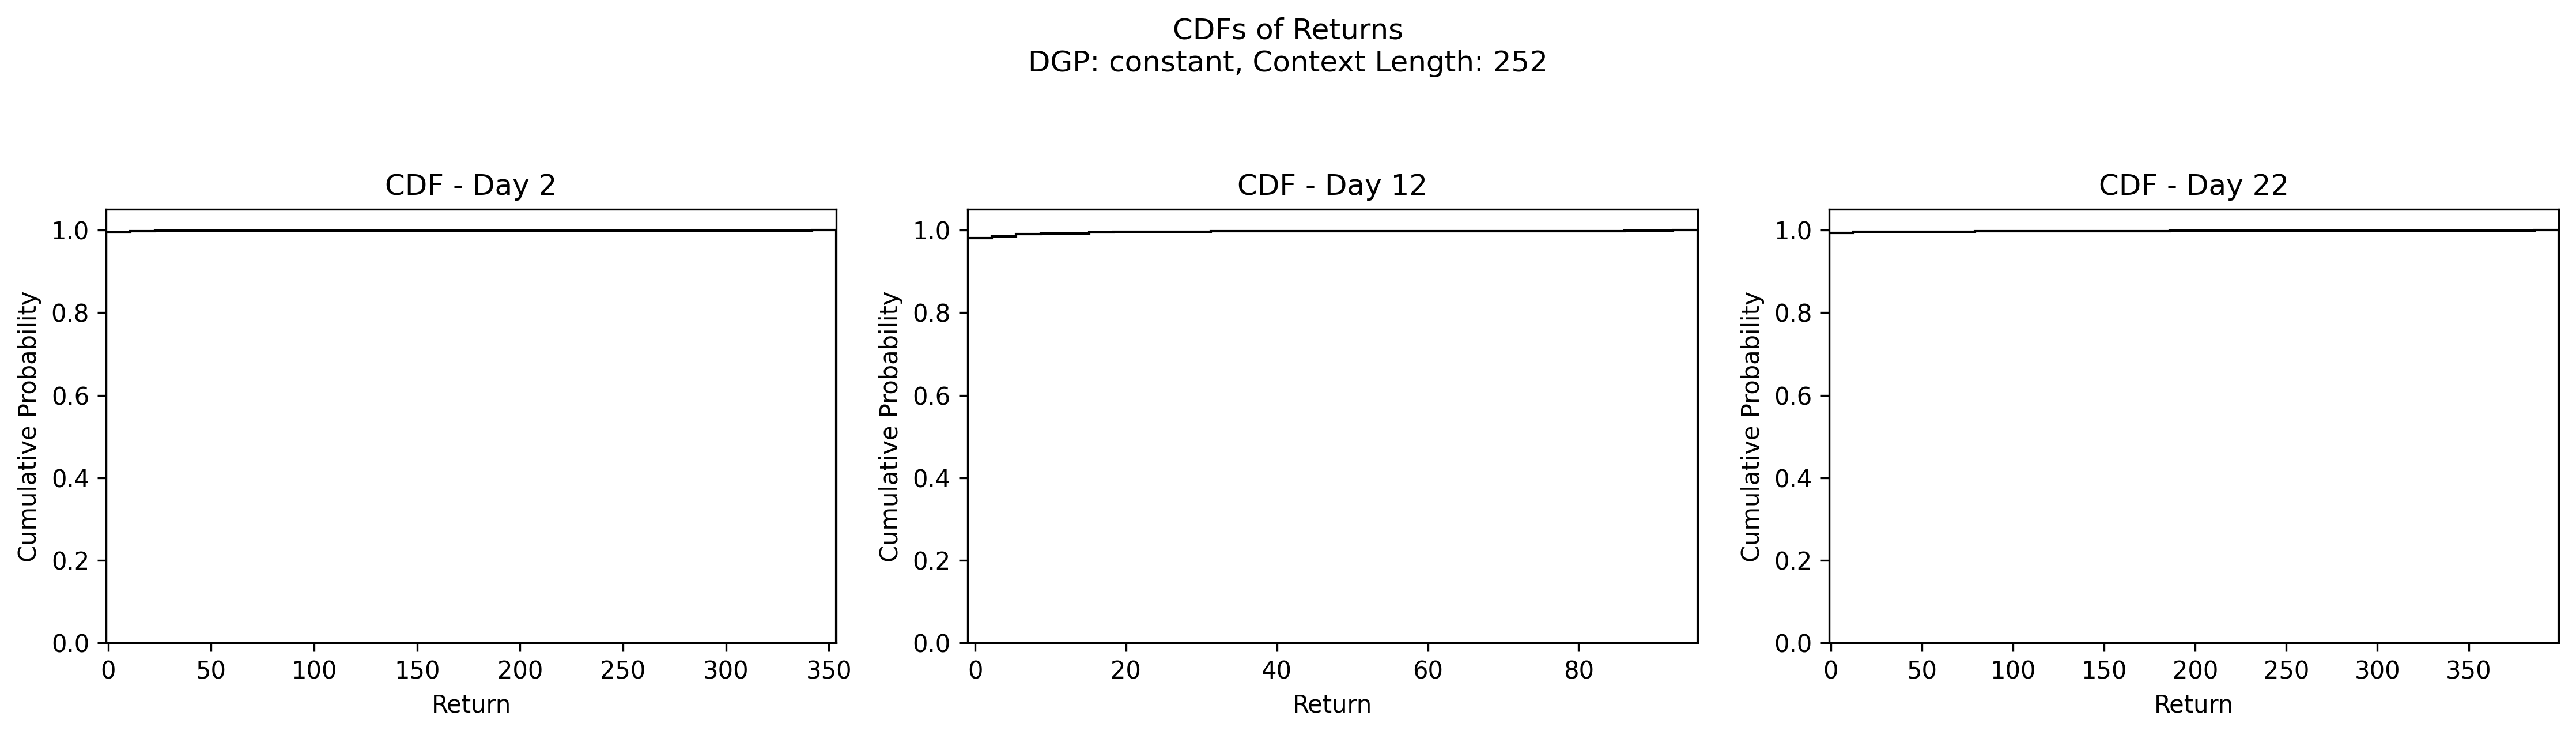 CDFs of Returns
DGP: constant, Context Length: 252
CDF - Day 2
1.0
0.8
0.6
0.4
0.2
0.0
Cumulative Probability
0 50 100 150 200 250 300 350
Return
CDF - Day 12
1.0
0.8
0.6
0.4
0.2
0.0
Cumulative Probability
0 20 40 60 80
Return
CDF - Day 22
1.0
0.8
0.6
0.4
0.2
0.0
Cumulative Probability
0 50 100 150 200 250 300 350
Return